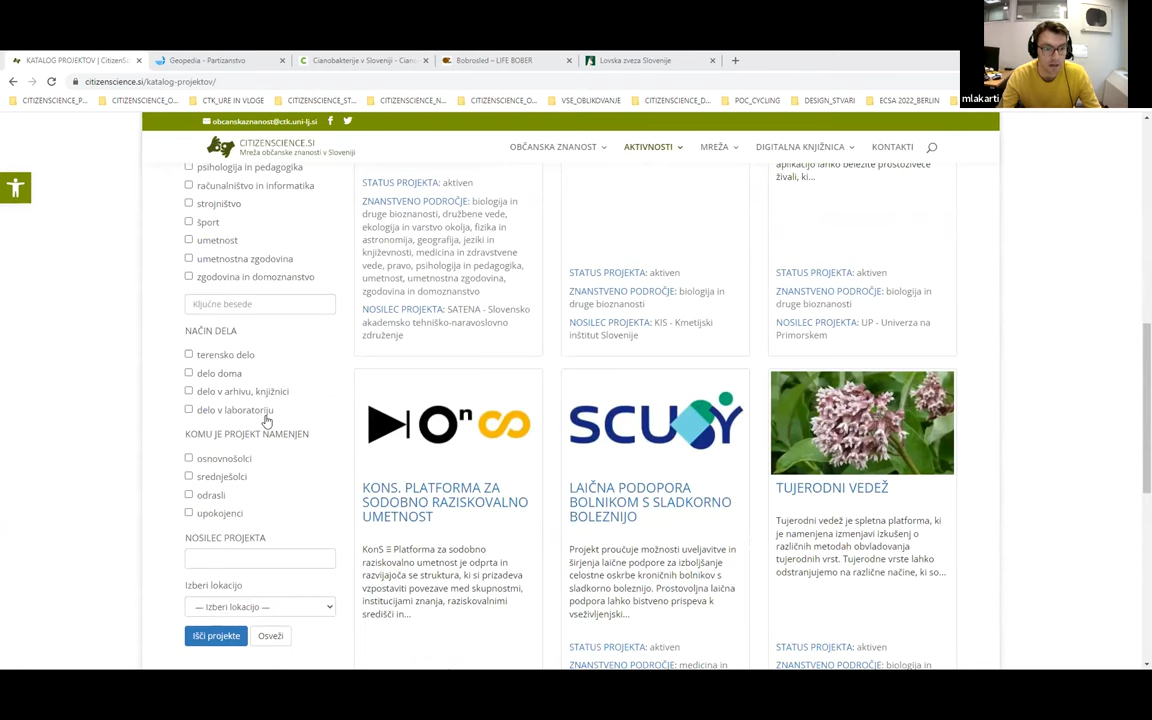 KATALOG PROJEKTOV | CitizenSc
Geopedia - Partizanstvo
Cianobakterije v Sloveniji - Ciano
Bobrosled – LIFE BOBER
Lovska zveza Slovenije
citizenscience.si/katalog-projektov/
CITIZENSCIENCE_P...
CITIZENSCIENCE_O...
CTK_URE IN VLOGE
CITIZENSCIENCE_ST...
CITIZENSCIENCE_N...
CITIZENSCIENCE_O...
VSE_OBLIKOVANJE
CITIZENSCIENCE_D...
POC_CYCLING
DESIGN_STVARI
ECSA 2022_BERLIN
mlakarti
obcanskaznanost@ctk.uni-lj.si
CITIZENSCIENCE.SI
Mreža občanske znanosti v Sloveniji
OBČANSKA ZNANOST
AKTIVNOSTI
MREŽA
DIGITALNA KNJIŽNICA
KONTAKTI
psihologija in pedagogika
računalništvo in informatika
strojništvo
šport
umetnost
umetnostna zgodovina
zgodovina in domoznanstvo
Ključne besede
NAČIN DELA
terensko delo
delo doma
delo v arhivu, knjižnici
delo v laboratoriju
KOMU JE PROJEKT NAMENJEN
osnovnošolci
srednješolci
odrasli
upokojenci
NOSILEC PROJEKTA
Izberi lokacijo
— Izberi lokacijo —
Išči projekte
Osveži
STATUS PROJEKTA: aktiven
ZNANSTVENO PODROČJE: biologija in
druge bioznanosti, družbene vede,
ekologija in varstvo okolja, fizika in
astronomija, geografija, jeziki in
književnosti, medicina in zdravstvene
vede, pravo, psihologija in pedagogika,
umetnost, umetnostna zgodovina,
zgodovina in domoznanstvo
NOSILEC PROJEKTA: SATENA - Slovensko
akademsko tehniško-naravoslovno
združenje
STATUS PROJEKTA: aktiven
ZNANSTVENO PODROČJE: biologija in
druge bioznanosti
NOSILEC PROJEKTA: KIS - Kmetijski
inštitut Slovenije
aplikacijo lahko beležite prostoživeče
živali, ki...
STATUS PROJEKTA: aktiven
ZNANSTVENO PODROČJE: biologija in
druge bioznanosti
NOSILEC PROJEKTA: UP - Univerza na
Primorskem
KONS. PLATFORMA ZA
SODOBNO RAZISKOVALNO
UMETNOST
KonS Ξ Platforma za sodobno
raziskovalno umetnost je odprta in
razvijajoča se struktura, ki si prizadeva
vzpostaviti povezave med skupnostmi,
institucijami znanja, raziskovalnimi
središči in...
SCUBY
LAIČNA PODOPORA
BOLNIKOM S SLADKORNO
BOLEZNIJO
Projekt proučuje možnosti uveljavitve in
širjenja laične podpore za izboljšanje
celostne oskrbe kroničnih bolnikov s
sladkorno boleznijo. Prostovoljna laična
podpora lahko bistveno prispeva k
vseživljenjski...
STATUS PROJEKTA: aktiven
ZNANSTVENO PODROČJE: medicina in
TUJERODNI VEDEŽ
Tujerodni vedež je spletna platforma, ki
je namenjena izmenjavi izkušenj o
različnih metodah obvladovanja
tujerodnih vrst. Tujerodne vrste lahko
odstranjujemo na različne načine, ki so...
STATUS PROJEKTA: aktiven
ZNANSTVENO PODROČJE: biologija in